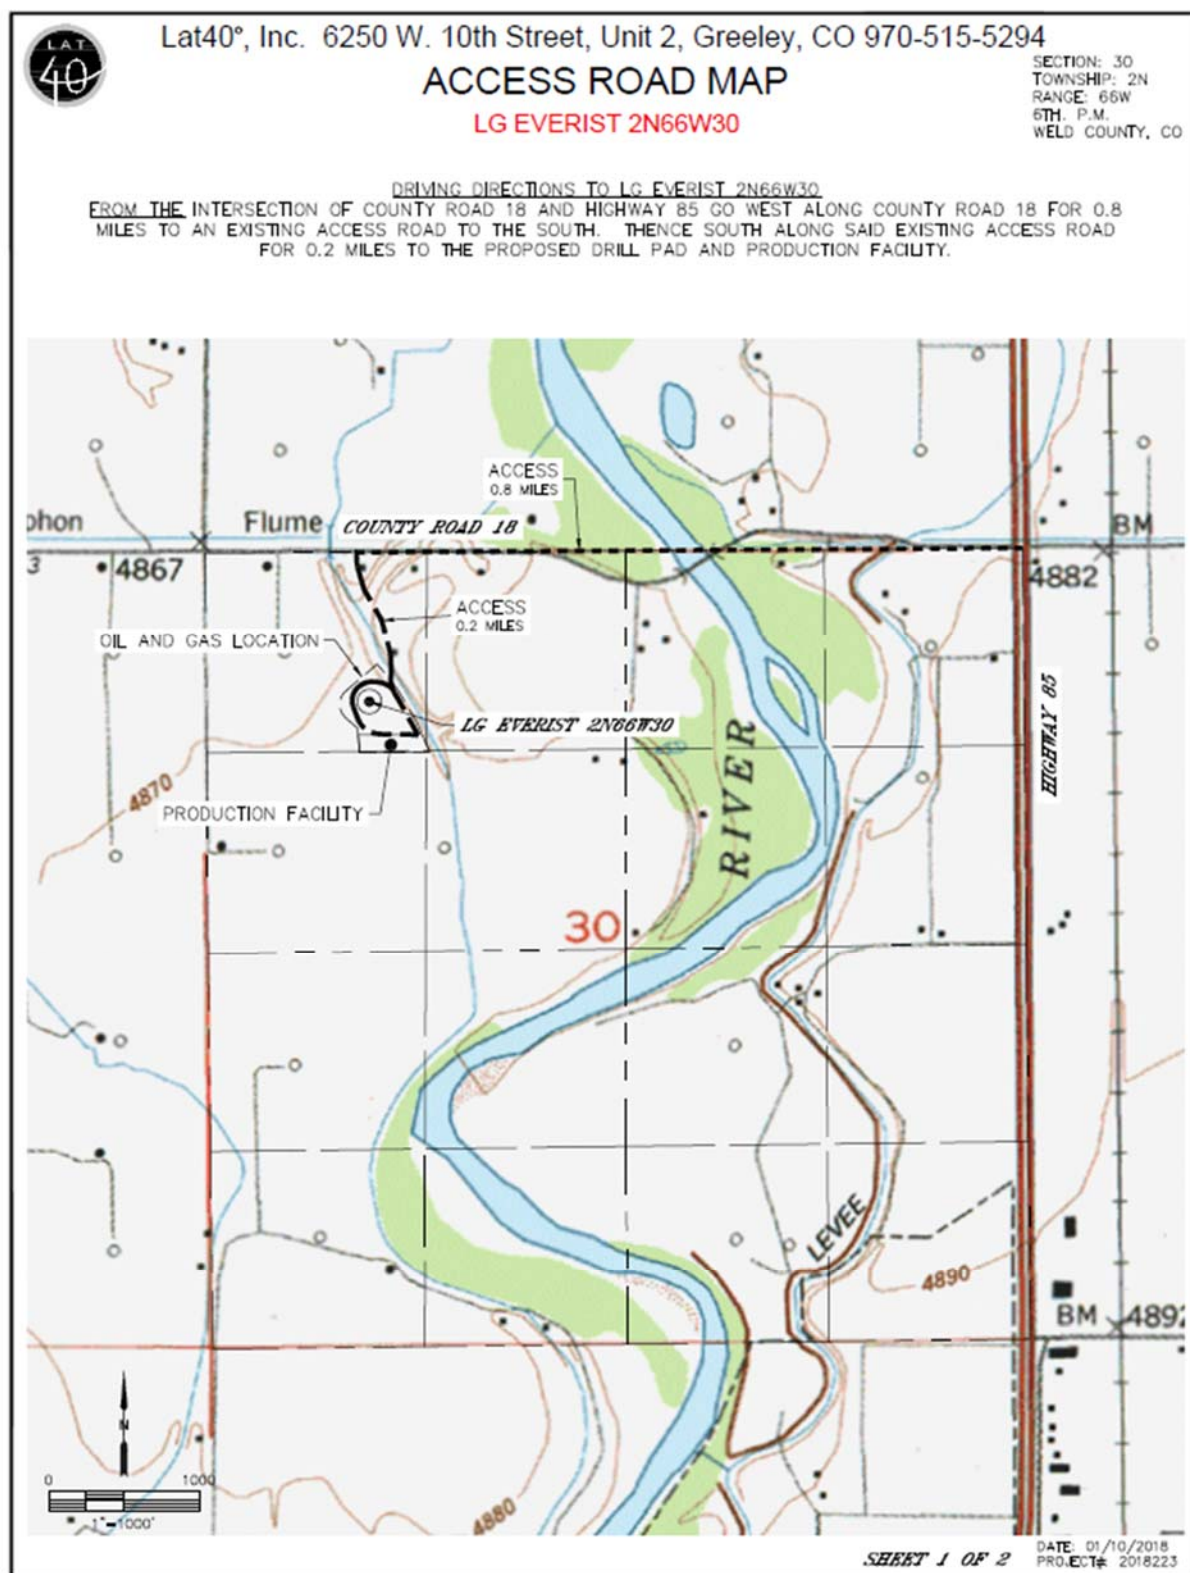 LAT
40
Lat40°, Inc. 6250 W. 10th Street, Unit 2, Greeley, CO 970-515-5294
ACCESS ROAD MAP
LG EVERIST 2N66W30
SECTION: 30
TOWNSHIP: 2N
RANGE: 66W
6TH. P.M.
WELD COUNTY, CO
DRIVING DIRECTIONS TO LG EVERIST 2N66W30
FROM THE INTERSECTION OF COUNTY ROAD 18 AND HIGHWAY 85 GO WEST ALONG COUNTY ROAD 18 FOR 0.8
MILES TO AN EXISTING ACCESS ROAD TO THE SOUTH. THENCE SOUTH ALONG SAID EXISTING ACCESS ROAD
FOR 0.2 MILES TO THE PROPOSED DRILL PAD AND PRODUCTION FACILITY.
ACCESS
0.8 MILES
phon
Flume
COUNTY ROAD 18
BM
3
4867
4882
ACCESS
0.2 MILES
OIL AND GAS LOCATION
LG EVERIST 2N66W30
HIGHWAY 85
RIVER
4870
PRODUCTION FACILITY
30
LEVEE
4890
BM
4892
N
0
1000
1"=1000'
4880
SHEET 1 OF 2
DATE: 01/10/2018
PROJECT#: 2018223